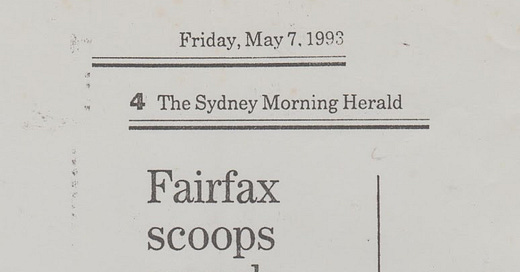 Friday, May 7, 1993
4 The Sydney Morning Herald
Fairfax
scoops